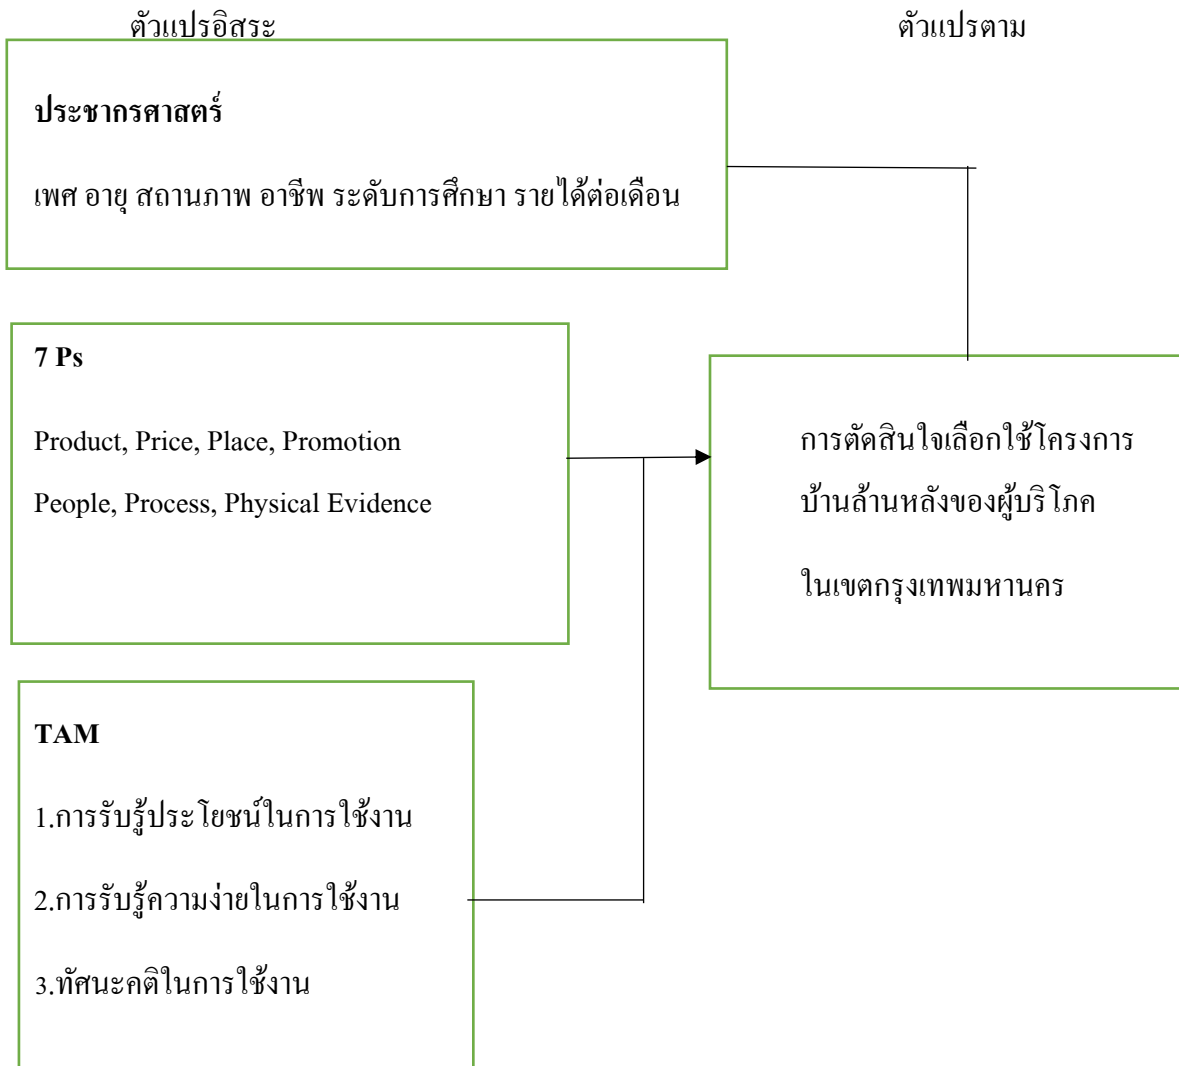 ตัวแปรอิสระ
ตัวแปรตาม
ประชากรศาสตร์
เพศ อายุ สถานภาพ อาชีพ ระดับการศึกษา รายได้ต่อเดือน
7 Ps
Product, Price, Place, Promotion
People, Process, Physical Evidence
การตัดสินใจเลือกใช้โครงการ
บ้านล้านหลังของผู้บริโภค
ในเขตกรุงเทพมหานคร
TAM
1.การรับรู้ประโยชน์ในการใช้งาน
2.การรับรู้ความง่ายในการใช้งาน
3.ทัศนะคติในการใช้งาน